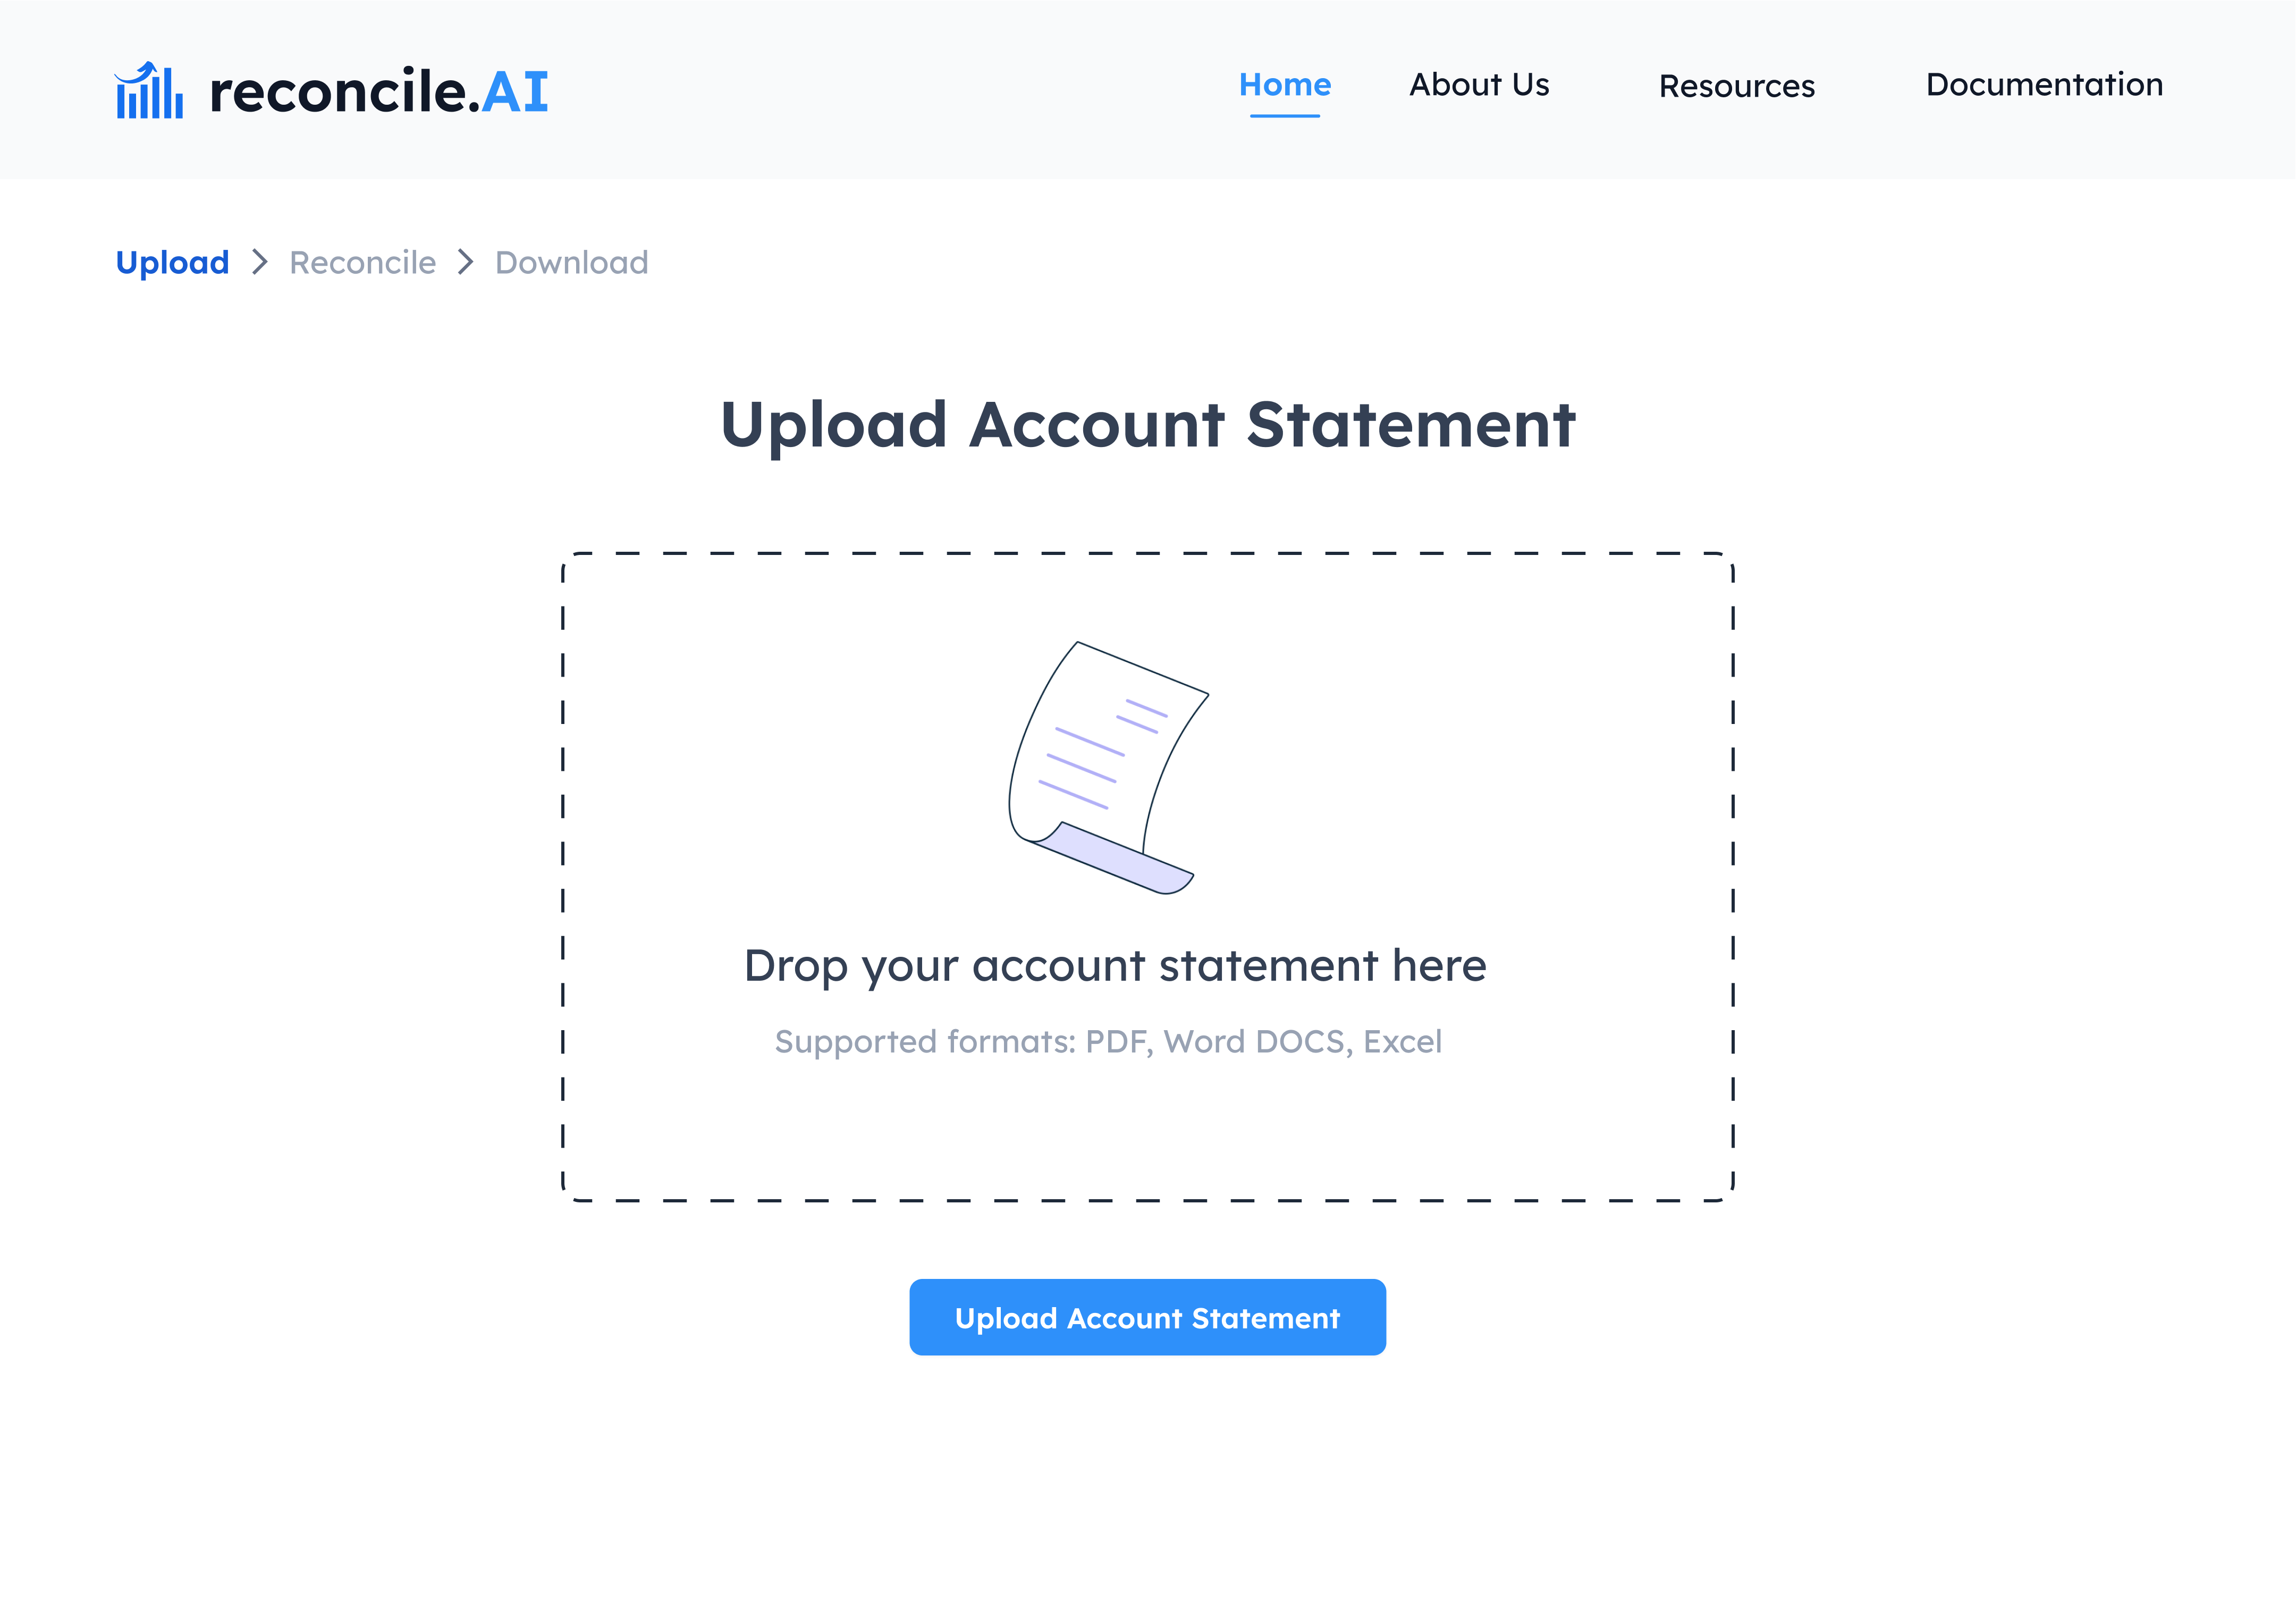 reconcile.AI
Home About Us Resources Documentation
Upload > Reconcile > Download
Upload Account Statement
Drop your account statement here
Supported formats: PDF, Word DOCS, Excel
Upload Account Statement